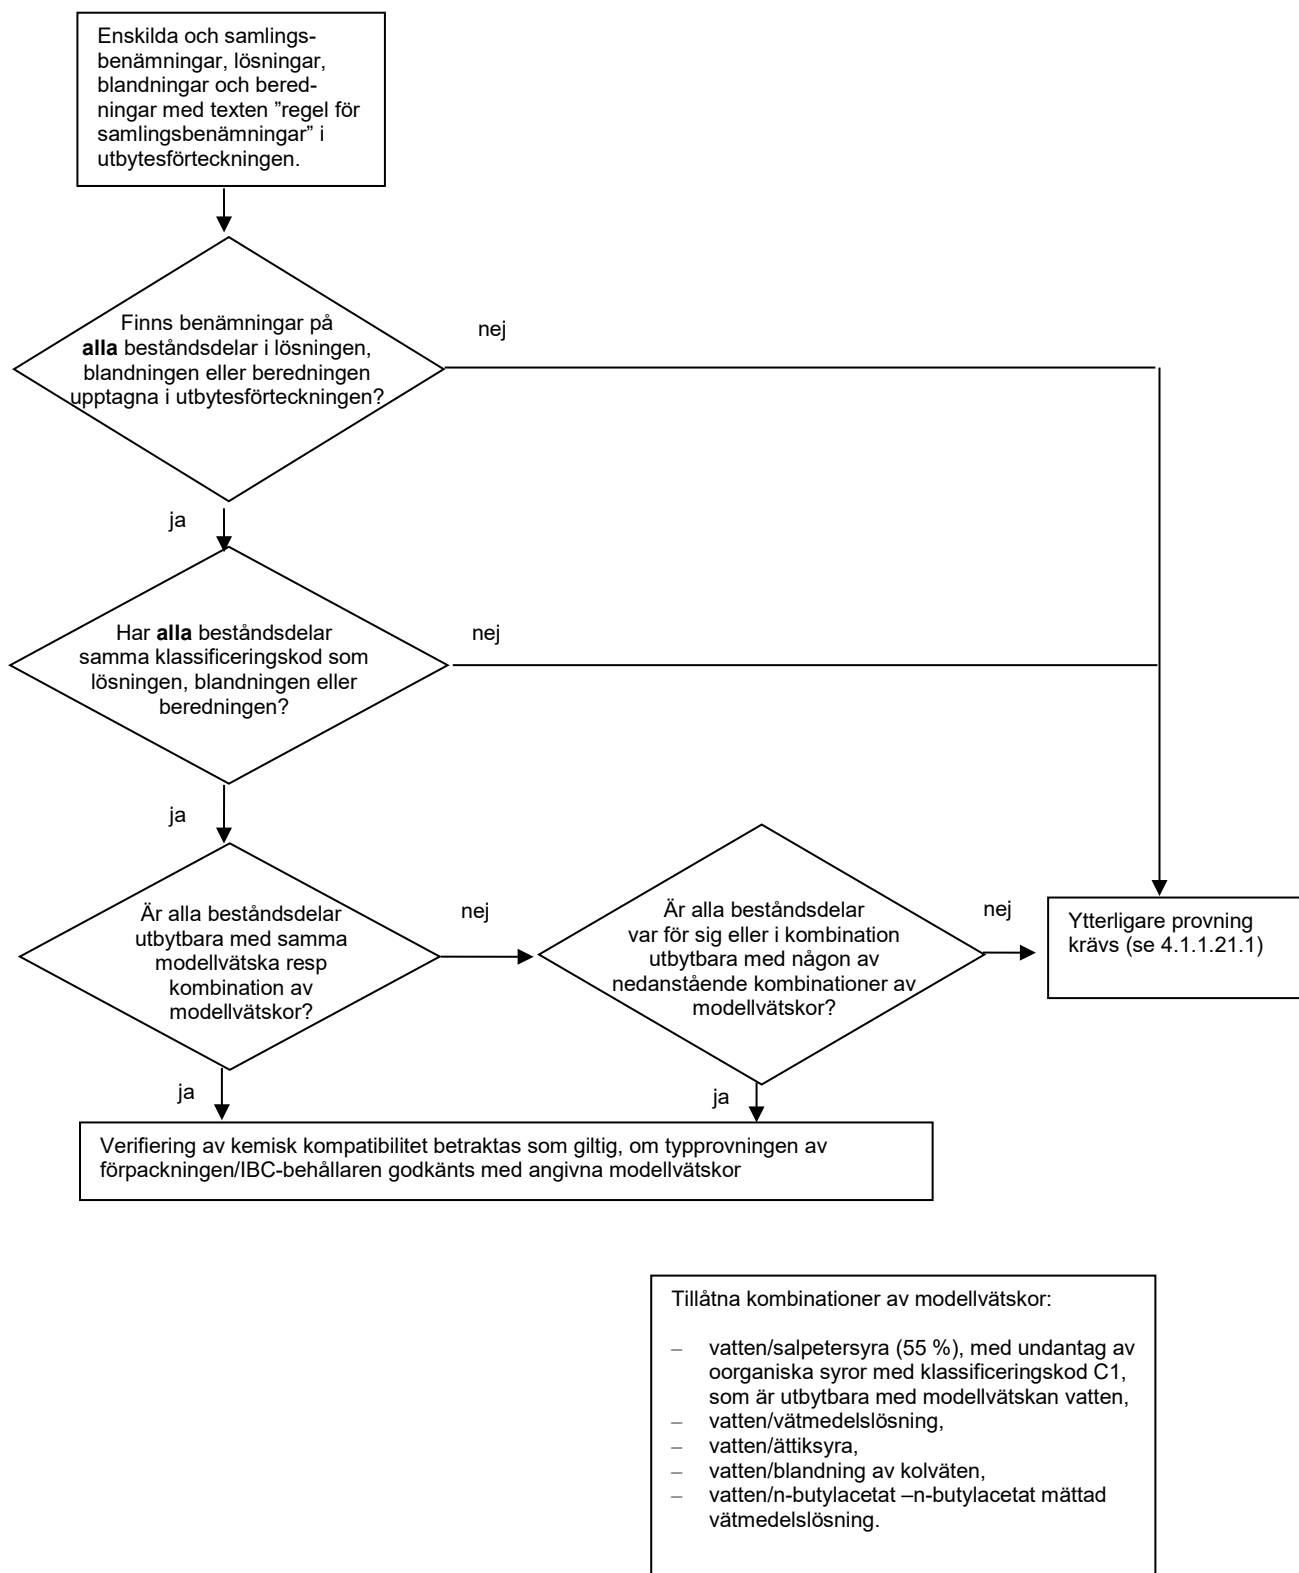 Enskilda och samlings-
benämningar, lösningar,
blandningar och bered-
ningar med texten ”regel för
samlingsbenämningar” i
utbytesförteckningen.
Finns benämningar på
alla beståndsdelar i lösningen,
blandningen eller beredningen
upptagna i utbytesförteckningen?
nej
ja
Har alla beståndsdelar
samma klassificeringskod som
lösningen, blandningen eller
beredningen?
nej
ja
Är alla beståndsdelar
utbytbara med samma
modellvätska resp
kombination av
modellvätskor?
nej
Är alla beståndsdelar
var för sig eller i kombination
utbytbara med någon av
nedanstående kombinationer av
modellvätskor?
nej
Ytterligare provning
krävs (se 4.1.1.21.1)
ja
ja
Verifiering av kemisk kompatibilitet betraktas som giltig, om typprovningen av
förpackningen/IBC-behållaren godkänts med angivna modellvätskor
Tillåtna kombinationer av modellvätskor:
– vatten/salpetersyra (55 %), med undantag av
oorganiska syror med klassificeringskod C1,
som är utbytbara med modellvätskan vatten,
– vatten/vätmedelslösning,
– vatten/ättiksyra,
– vatten/blandning av kolväten,
– vatten/n-butylacetat –n-butylacetat mättad
vätmedelslösning.